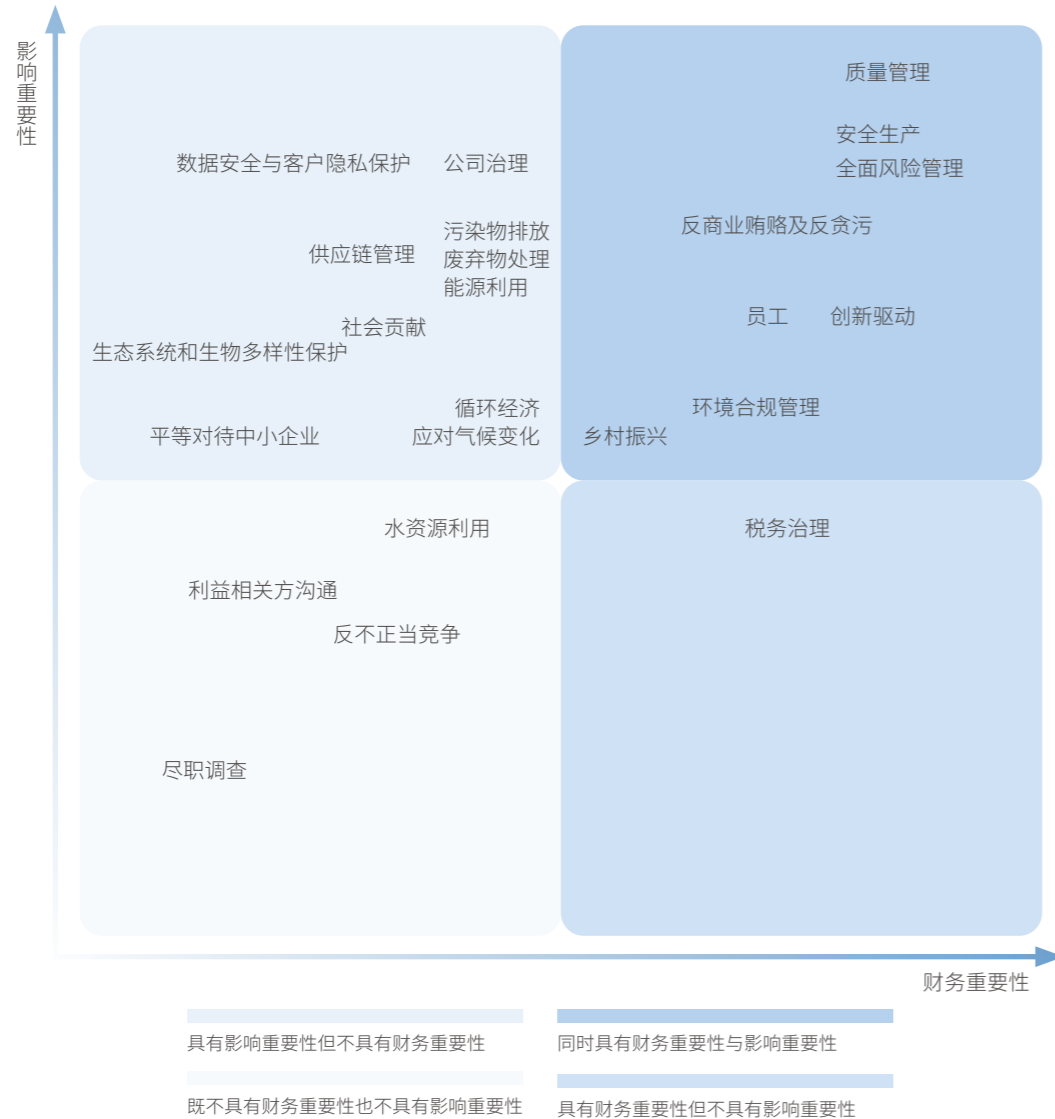 影响重要性
质量管理
安全生产
数据安全与客户隐私保护
公司治理
全面风险管理
反商业贿赂及反贪污
污染物排放
供应链管理
废弃物处理
能源利用
员工
创新驱动
社会贡献
生态系统和生物多样性保护
循环经济
环境合规管理
平等对待中小企业
应对气候变化
乡村振兴
水资源利用
税务治理
利益相关方沟通
反不正当竞争
尽职调查
财务重要性
具有影响重要性但不具有财务重要性
同时具有财务重要性与影响重要性
既不具有财务重要性也不具有影响重要性
具有财务重要性但不具有影响重要性